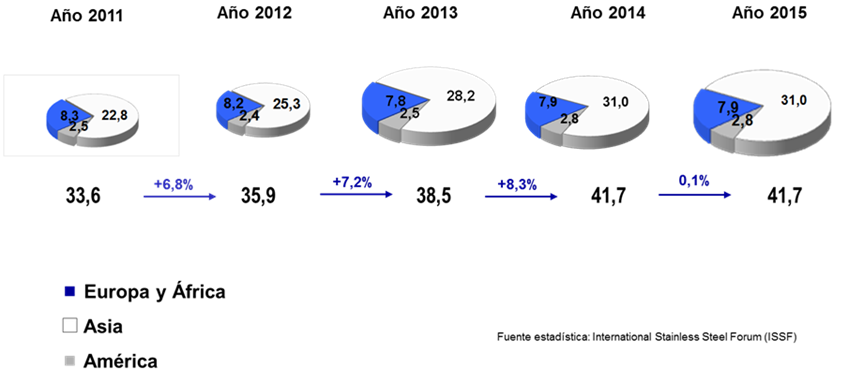 Año 2011
Año 2012
Año 2013
Año 2014
Año 2015
8,3
22,8
2,5
8,2
25,3
2,4
7,8
28,2
2,5
7,9
31,0
2,8
7,9
31,0
2,8
33,6
+6,8%
35,9
+7,2%
38,5
+8,3%
41,7
0,1%
41,7
Europa y África
Asia
América
Fuente estadística: International Stainless Steel Forum (ISSF)